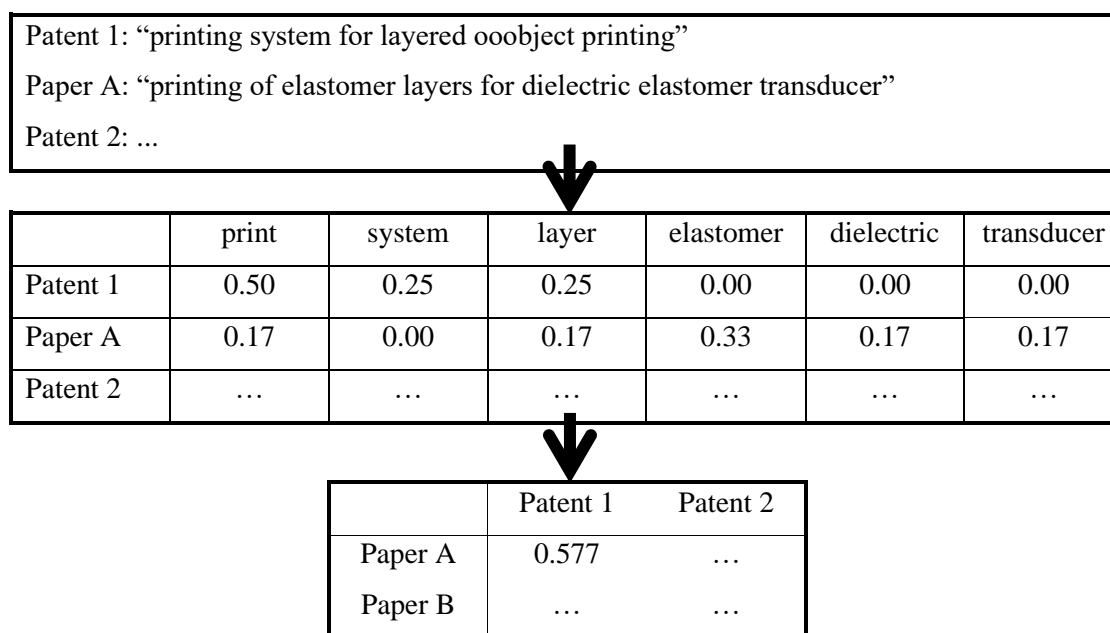 Patent 1: “printing system for layered ooobject printing”
Paper A: “printing of elastomer layers for dielectric elastomer transducer”
Patent 2: ...
print system layer elastomer dielectric transducer
Patent 1 0.50 0.25 0.25 0.00 0.00 0.00
Paper A 0.17 0.00 0.17 0.33 0.17 0.17
Patent 2 … … … … … …
Patent 1 Patent 2
Paper A 0.577 …
Paper B … …